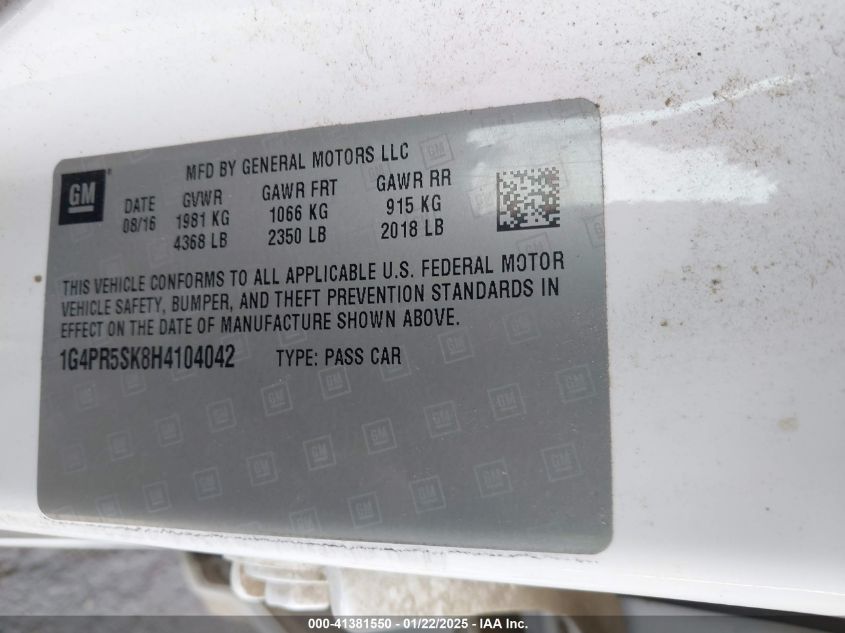 GM
MFD BY GENERAL MOTORS LLC
DATE GVWR GAWR FRT GAWR RR
08/16 1981 KG 1066 KG 915 KG
4368 LB 2350 LB 2018 LB
THIS VEHICLE CONFORMS TO ALL APPLICABLE U.S. FEDERAL MOTOR
VEHICLE SAFETY, BUMPER, AND THEFT PREVENTION STANDARDS IN
EFFECT ON THE DATE OF MANUFACTURE SHOWN ABOVE.
1G4PR5SK8H4104042 TYPE: PASS CAR
000-41381550 / 01/22/2025 - IAA Inc.